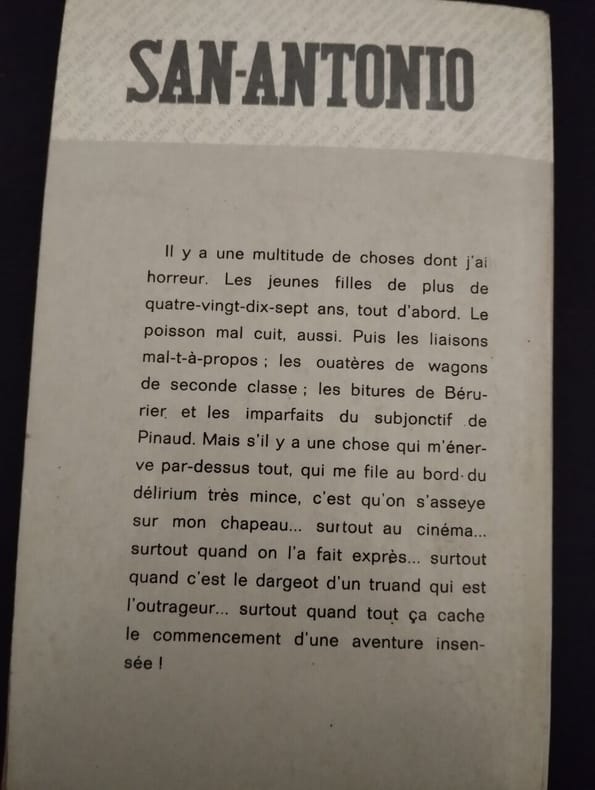 SAN-ANTONIO
Il y a une multitude de choses dont j'ai
horreur. Les jeunes filles de plus de
quatre-vingt-dix-sept ans, tout d'abord. Le
poisson mal cuit, aussi. Puis les liaisons
mal-t-à-propos ; les ouatères de wagons
de seconde classe ; les bitures de Béru-
rier et les imparfaits du subjonctif de
Pinaud. Mais s'il y a une chose qui m'éner-
ve par-dessus tout, qui me file au bord du
délirium très mince, c'est qu'on s'asseye
sur mon chapeau... surtout au cinéma...
surtout quand on l'a fait exprès... surtout
quand c'est le dargeot d'un truand qui est
l'outrageur... surtout quand tout ça cache
le commencement d'une aventure insen-
sée !